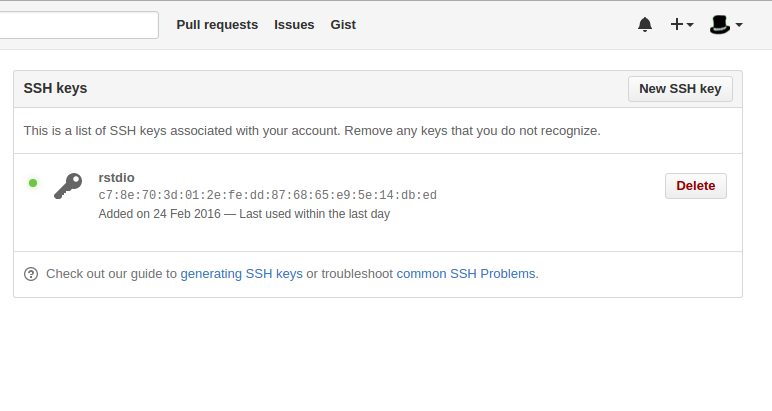 Pull requests Issues Gist
SSH keys
New SSH key
This is a list of SSH keys associated with your account. Remove any keys that you do not recognize.
rstdio
c7:8e:70:3d:01:2e:fe:dd:87:68:65:e9:5e:14:db:ed
Added on 24 Feb 2016 — Last used within the last day
Delete
Check out our guide to generating SSH keys or troubleshoot common SSH Problems.